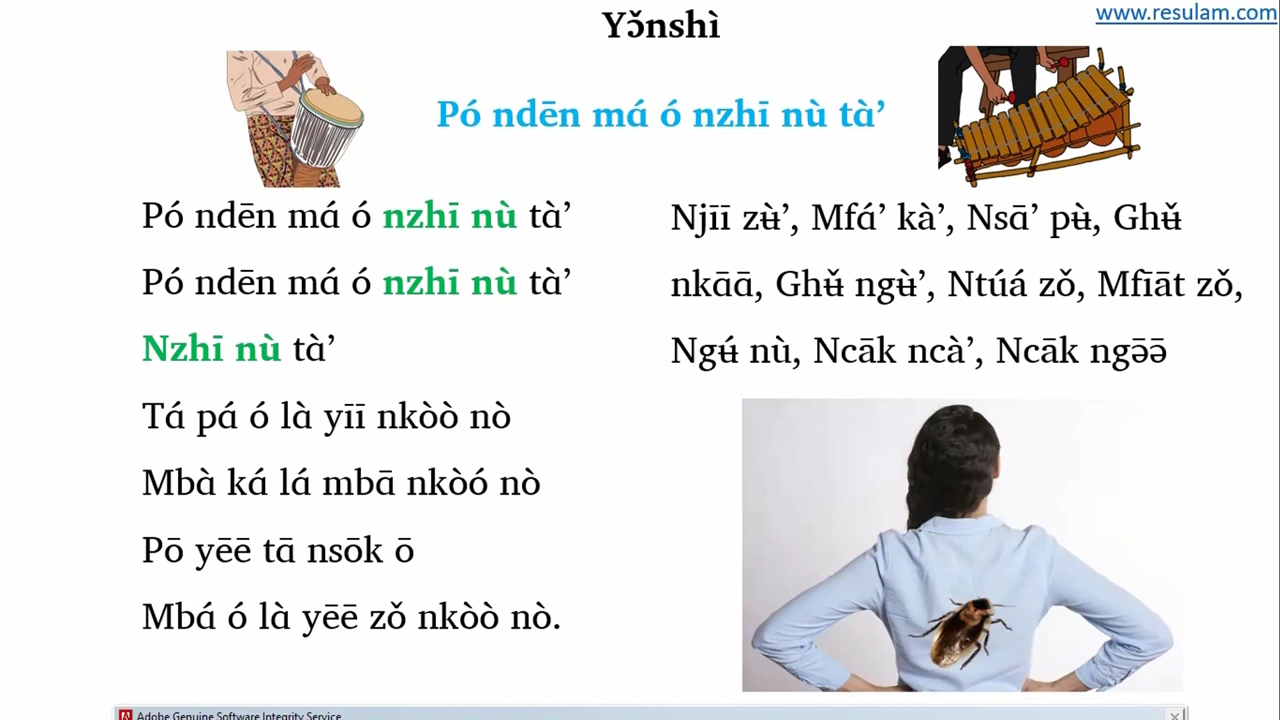 www.resulam.com
Yɔ̌nshì
Pó ndēn má ó nzhī nù tà’
Pó ndēn má ó nzhī nù tà’
Pó ndēn má ó nzhī nù tà’
Nzhī nù tà’
Tá pá ó là yīī nkòò nò
Mbà ká lá mbā nkòó nò
Pō yēē tā nsōk ō
Mbá ó là yēē zǒ nkòò nò.
Njīī zʉ̀’, Mfá’ kà’, Nsā’ pʉ̀, Ghʉ̌
nkāā, Ghʉ̌ ngʉ̀’, Ntúá zǒ, Mfīāt zǒ,
Ngʉ́ nù, Ncāk ncà’, Ncāk ngə̄ə̄
Adobe Genuine Software Integrity Service